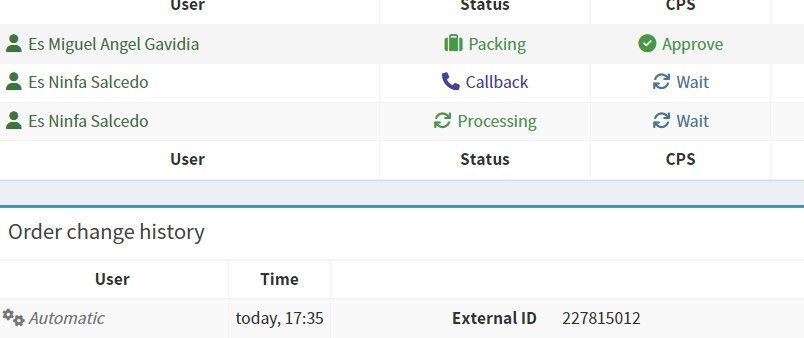 User Status CPS
Es Miguel Angel Gavidia Packing Approve
Es Ninfa Salcedo Callback Wait
Es Ninfa Salcedo Processing Wait
User Status CPS
Order change history
User Time
Automatic today, 17:35 External ID 227815012